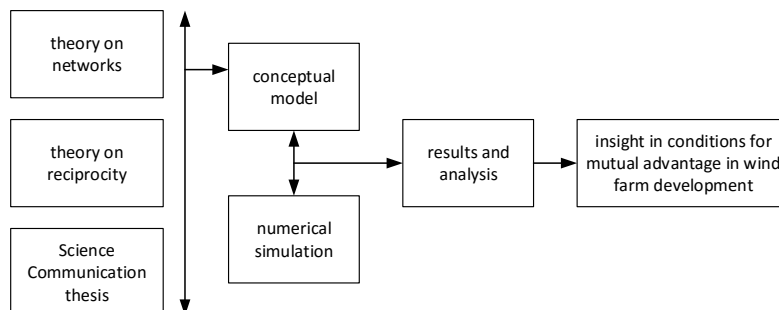 theory on
networks
theory on
reciprocity
Science
Communication
thesis
conceptual
model
numerical
simulation
results and
analysis
insight in conditions for
mutual advantage in wind
farm development